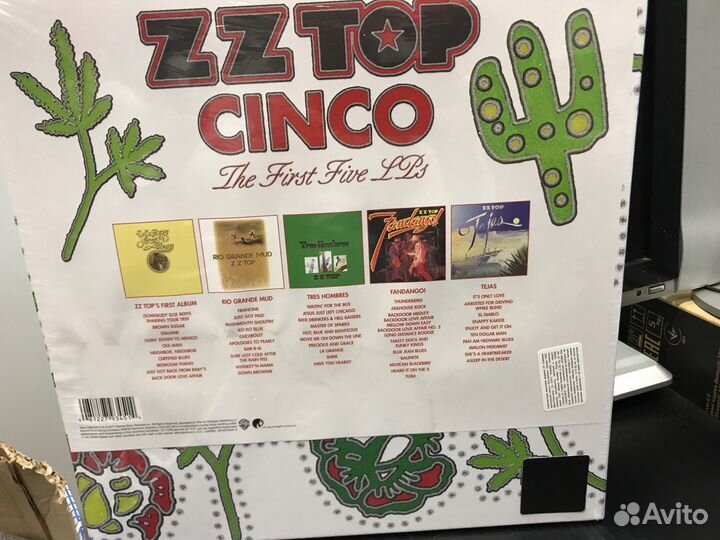 ZZ TOP
CINCO
The First Five LPs
ZZ TOP
RIO GRANDE MUD
ZZ TOP
Tres Hombres
ZZ TOP
ZZ TOP
Fandango!
ZZ TOP
Tejas
ZZ TOP'S FIRST ALBUM
(SOMEBODY ELSE BEEN)
SHAKING YOUR TREE
BROWN SUGAR
SQUANK
GOIN' DOWN TO MEXICO
OLD MAN
NEIGHBOR, NEIGHBOR
CERTIFIED BLUES
BEDROOM THANG
JUST GOT BACK FROM BABY'S
BACK DOOR LOVE AFFAIR
RIO GRANDE MUD
FRANCINE
JUST GOT PAID
MUSHMOUTH SHOUTIN'
KO KO BLUE
CHEVROLET
APOLOGIES TO PEARLY
BAR-B-Q
SURE GOT COLD AFTER
THE RAIN FELL
WHISKEY'N MAMA
DOWN BROWNIE
TRES HOMBRES
WAITIN' FOR THE BUS
JESUS JUST LEFT CHICAGO
BEER DRINKERS & HELL RAISERS
MASTER OF SPARKS
HOT, BLUE AND RIGHTEOUS
MOVE ME ON DOWN THE LINE
PRECIOUS AND GRACE
LA GRANGE
SHEIK
HAVE YOU HEARD?
FANDANGO!
THUNDERBIRD
JAILHOUSE ROCK
BACKDOOR MEDLEY:
BACKDOOR LOVE AFFAIR
MELLOW DOWN EASY
BACKDOOR LOVE AFFAIR NO. 2
LONG DISTANCE BOOGIE
NASTY DOGS AND
FUNKY KINGS
BLUE JEAN BLUES
BALINESE
MEXICAN BLACKBIRD
HEARD IT ON THE X
TUSH
TEJAS
IT'S ONLY LOVE
ARRESTED FOR DRIVING
WHILE BLIND
EL DIABLO
SNAPPY KAKKIE
ENJOY AND GET IT ON
TEN DOLLAR MAN
PAN AM HIGHWAY BLUES
AVALON HIDEAWAY
SHE'S A HEARTBREAKER
ASLEEP IN THE DESERT
Avito